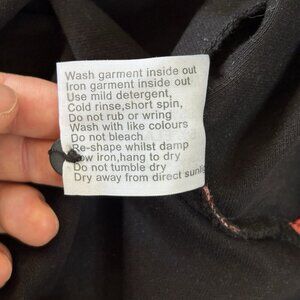 Wash garment inside out
Iron garment inside out
Use mild detergent,
Cold rinse,short spin,
Do not rub or wring
Wash with like colours
Do not bleach
Re-shape whilst damp
low iron,hang to dry
Do not tumble dry
Dry away from direct sunlig